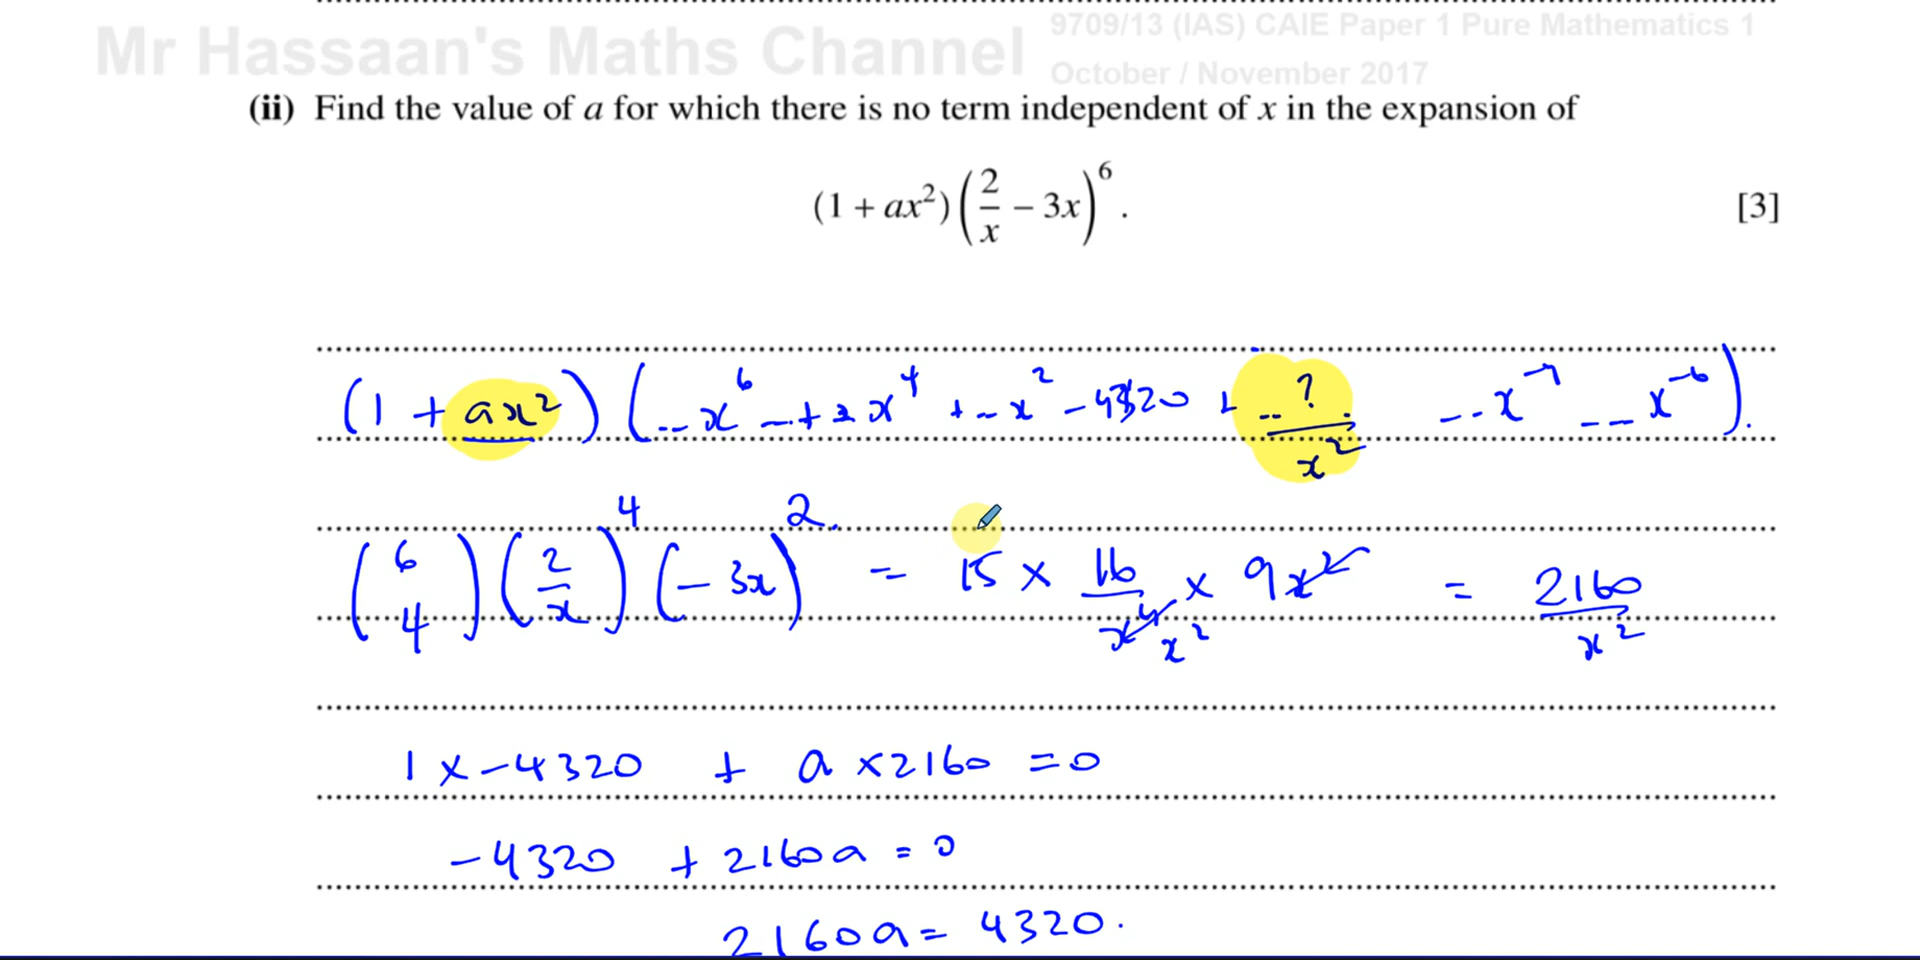 Mr Hassaan's Maths Channel
9709/13 (IAS) CAIE Paper 1 Pure Mathematics 1
October / November 2017
(ii) Find the value of a for which there is no term independent of x in the expansion of
(1 + ax²)(2/x − 3x)⁶. [3]
(1 + ax²)(-- x⁶ -- + x⁴ + -- x² − 4320 + -- ?/x² -- x⁻⁴ -- x⁻⁶).
(6 4)(2/x)⁴(−3x)² = 15 × 16/x⁴ x² × 9x² = 2160/x²
1 x −4320 + a × 2160 = 0
−4320 + 2160a = 0
2160a = 4320.